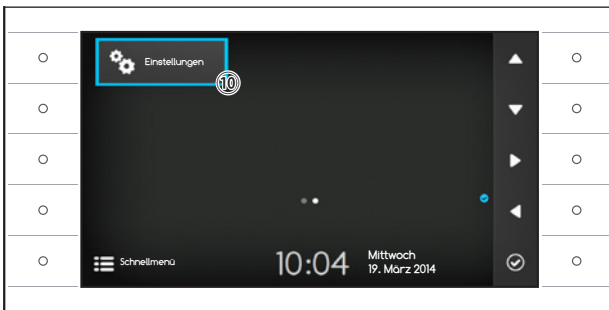 Einstellungen
⑩
Schnellmenü
10:04
Mittwoch
19. März 2014